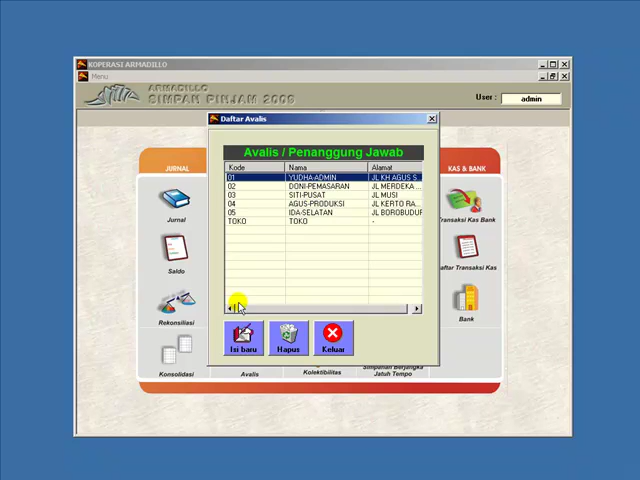 KOPERASI ARMADILLO
Menu
ARMADILLO
SIMPAN PINJAM 2009
User :
admin
Daftar Avalis
Avalis / Penanggung Jawab
Kode Nama Alamat
01 YUDHA-ADMIN JL KH AGUS S...
02 DONI-PEMASARAN JL MERDEKA ...
03 SITI-PUSAT JL MUSI
04 AGUS-PRODUKSI JL KERTO RA...
05 IDA-SELATAN JL BOROBUDUR
TOKO TOKO -
Isi baru
Hapus
Keluar
JURNAL
Jurnal
Saldo
Rekonsiliasi
Konsolidasi
Avalis
Kolektibilitas
Simpanan Berjangka
Jatuh Tempo
KAS & BANK
Transaksi Kas Bank
Daftar Transaksi Kas
Bank